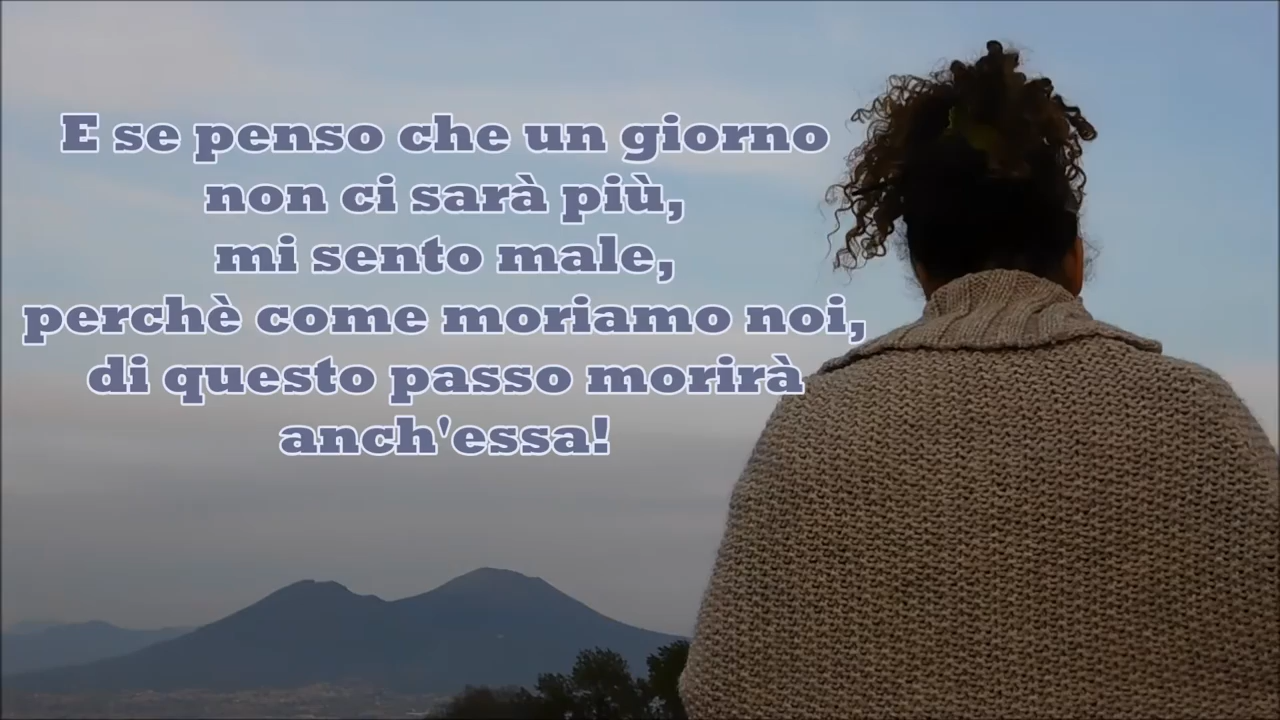 E se penso che un giorno
non ci sarà più,
mi sento male,
perchè come moriamo noi,
di questo passo morirà
anch'essa!